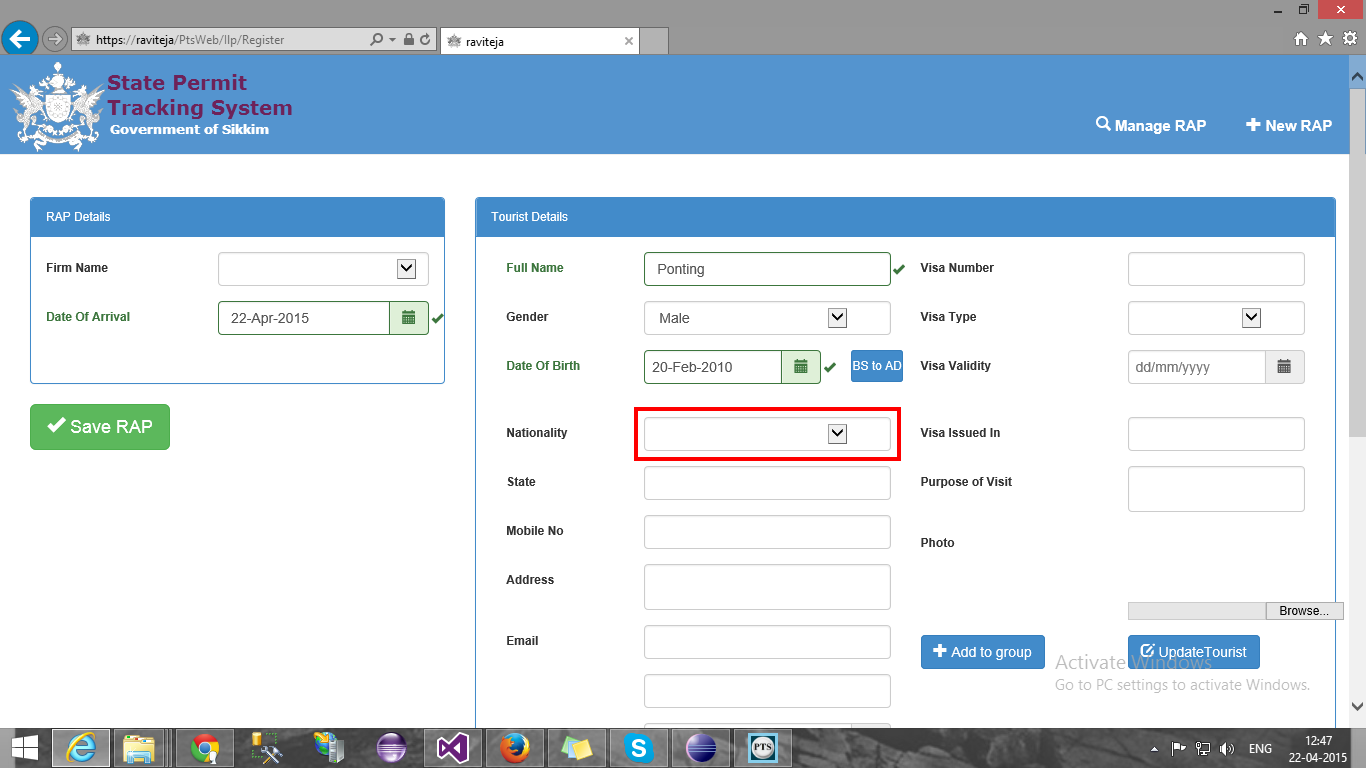 https://raviteja/PtsWeb/Ilp/Register
raviteja
State Permit
Tracking System
Government of Sikkim
Manage RAP
New RAP
RAP Details
Firm Name
Date Of Arrival
22-Apr-2015
Save RAP
Tourist Details
Full Name
Ponting
Gender
Male
Date Of Birth
20-Feb-2010
BS to AD
Nationality
State
Mobile No
Address
Email
Visa Number
Visa Type
Visa Validity
dd/mm/yyyy
Visa Issued In
Purpose of Visit
Photo
Browse...
Add to group
UpdateTourist
Activate Windows
Go to PC settings to activate Windows.
PTS
ENG
12:47
22-04-2015